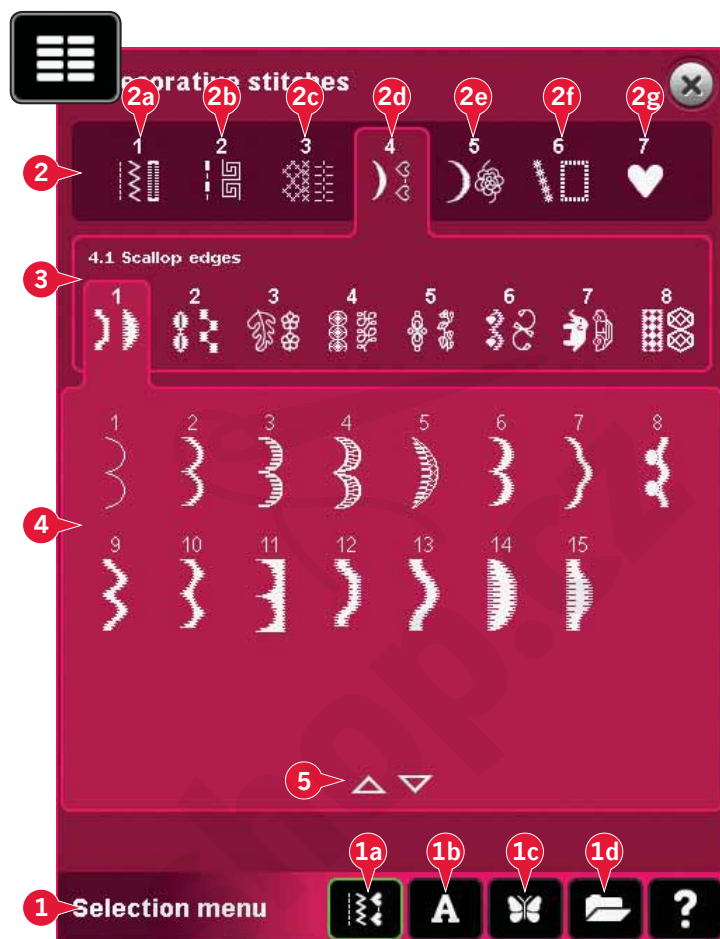 ecorative stitches
2a 2b 2c 2d 2e 2f 2g
1 2 3 4 5 6 7
2
4.1 Scallop edges
3
1 2 3 4 5 6 7 8
1 2 3 4 5 6 7 8
4
9 10 11 12 13 14 15
5
1a 1b 1c 1d
1 Selection menu A ?